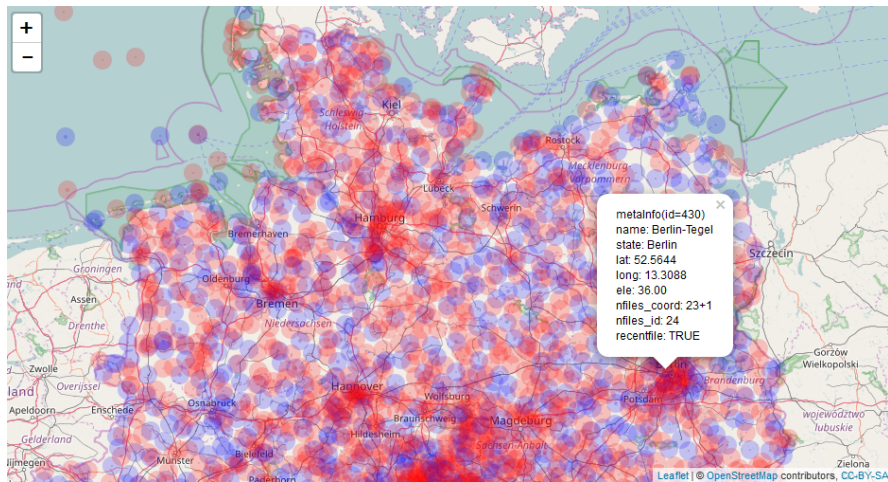 +
−
Kiel
Schleswig
Holstein
Rostock
Mecklenburg
Vorpommern
Lübeck
Hamburg
Schwerin
Bremerhaven
×
metaInfo(id=430)
name: Berlin-Tegel
state: Berlin
lat: 52.5644
long: 13.3088
ele: 36.00
nfiles_coord: 23+1
nfiles_id: 24
recentfile: TRUE
Szczecin
Groningen
Oldenburg
Assen
Bremen
Drenthe
Niedersachsen
Gorzów
Wielkopolski
Zwolle
Overijssel
Hannover
Wolfsburg
Brandenburg
Potsdam
Apeldoorn
Enschede
Osnabrück
Braunschweig
Magdeburg
województwo
lubuskie
Gelderland
Hildesheim
Sachsen-Anhalt
Bielefeld
Münster
Nijmegen
Paderborn
Zielona
Leaflet | © OpenStreetMap contributors, CC-BY-SA